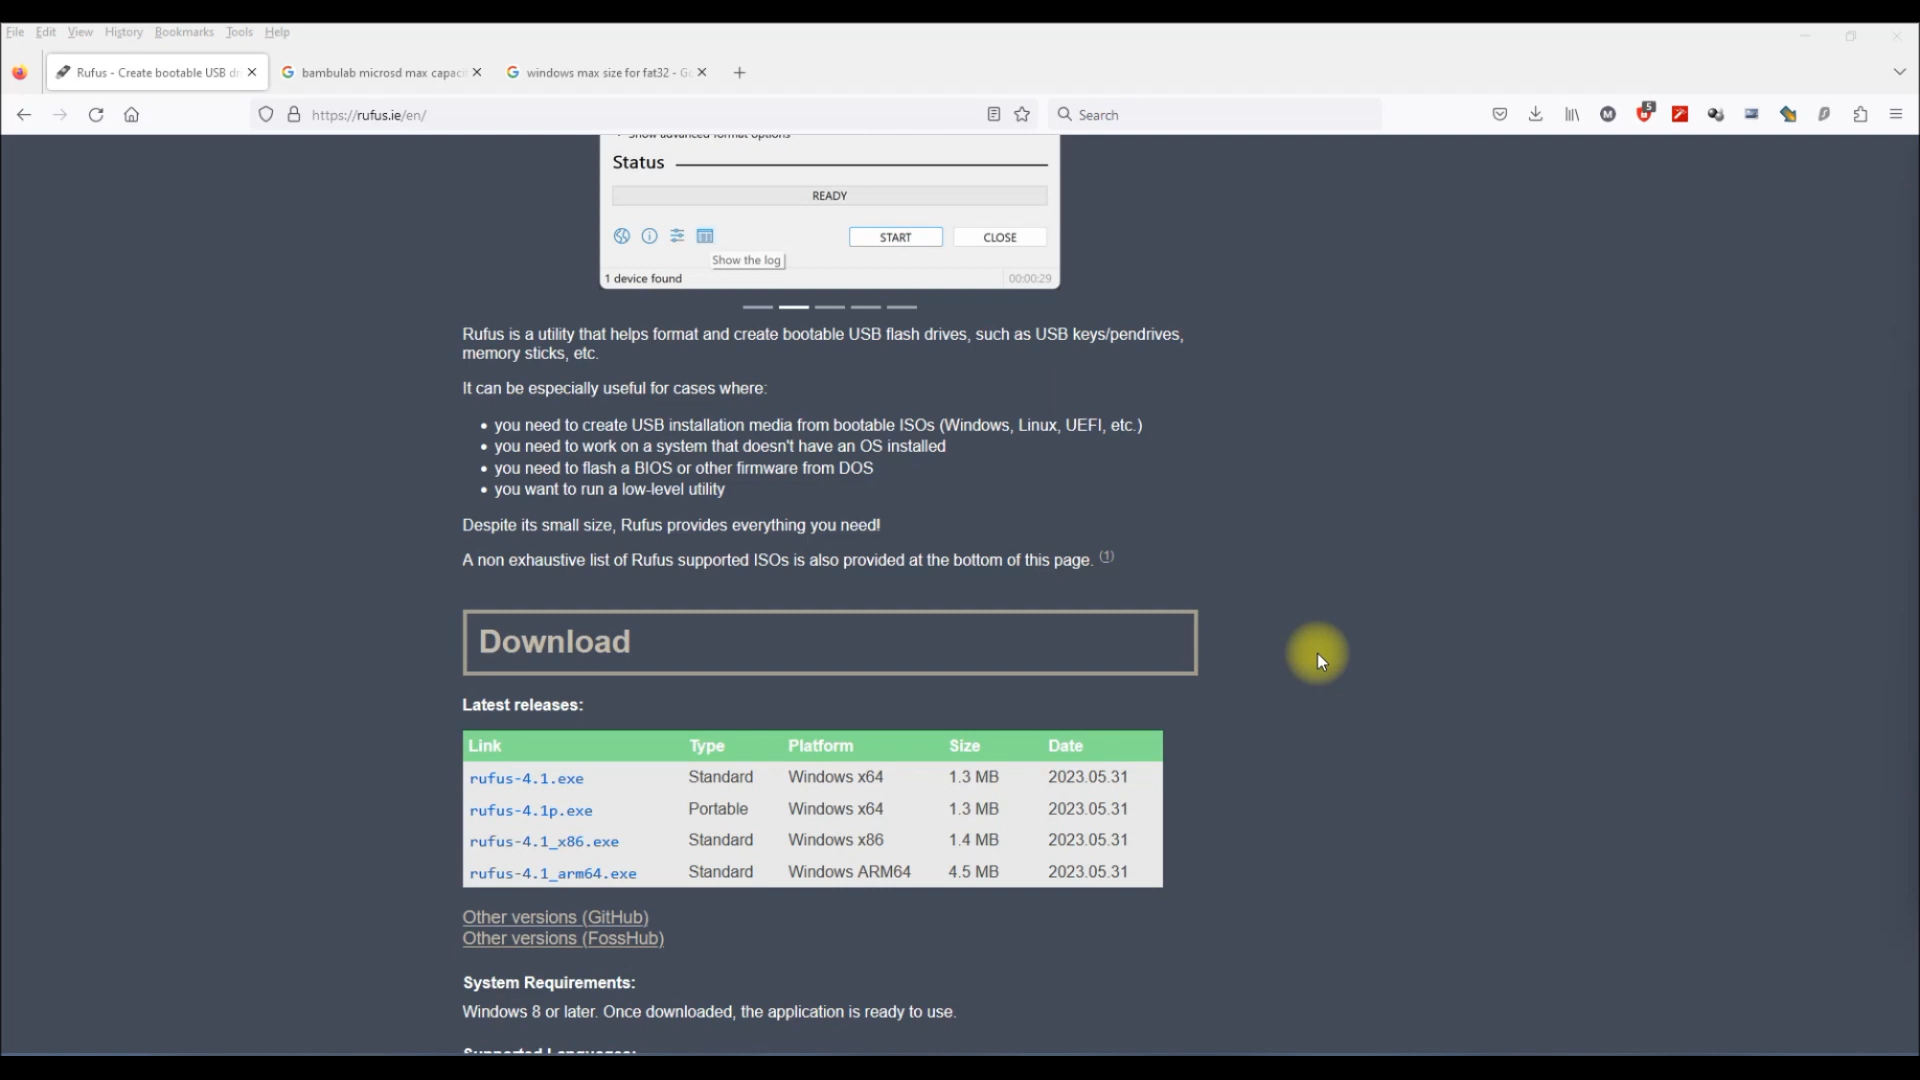 File Edit View History Bookmarks Tools Help
Rufus - Create bootable USB dr
bambulab microsd max capaci
windows max size for fat32 - Go
https://rufus.ie/en/
Search
5
M
Show advanced format options
Status
READY
START CLOSE
Show the log
1 device found 00:00:29
Rufus is a utility that helps format and create bootable USB flash drives, such as USB keys/pendrives,
memory sticks, etc.
It can be especially useful for cases where:
• you need to create USB installation media from bootable ISOs (Windows, Linux, UEFI, etc.)
• you need to work on a system that doesn't have an OS installed
• you need to flash a BIOS or other firmware from DOS
• you want to run a low-level utility
Despite its small size, Rufus provides everything you need!
A non exhaustive list of Rufus supported ISOs is also provided at the bottom of this page. (1)
Download
Latest releases:
Link Type Platform Size Date
rufus-4.1.exe Standard Windows x64 1.3 MB 2023.05.31
rufus-4.1p.exe Portable Windows x64 1.3 MB 2023.05.31
rufus-4.1_x86.exe Standard Windows x86 1.4 MB 2023.05.31
rufus-4.1_arm64.exe Standard Windows ARM64 4.5 MB 2023.05.31
Other versions (GitHub)
Other versions (FossHub)
System Requirements:
Windows 8 or later. Once downloaded, the application is ready to use.
Supported Languages: